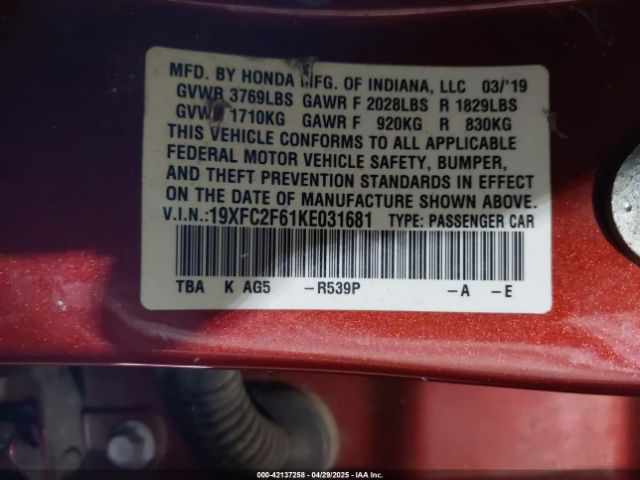 MFD. BY HONDA MFG. OF INDIANA, LLC 03/'19
GVWR 3769LBS GAWR F 2028LBS R 1829LBS
GVW 1710KG GAWR F 920KG R 830KG
THIS VEHICLE CONFORMS TO ALL APPLICABLE
FEDERAL MOTOR VEHICLE SAFETY, BUMPER,
AND THEFT PREVENTION STANDARDS IN EFFECT
ON THE DATE OF MANUFACTURE SHOWN ABOVE.
V.I.N.:19XFC2F61KE031681 TYPE: PASSENGER CAR
TBA K AG5 -R539P -A -E
000-42137258 - 04/29/2025 - IAA Inc.